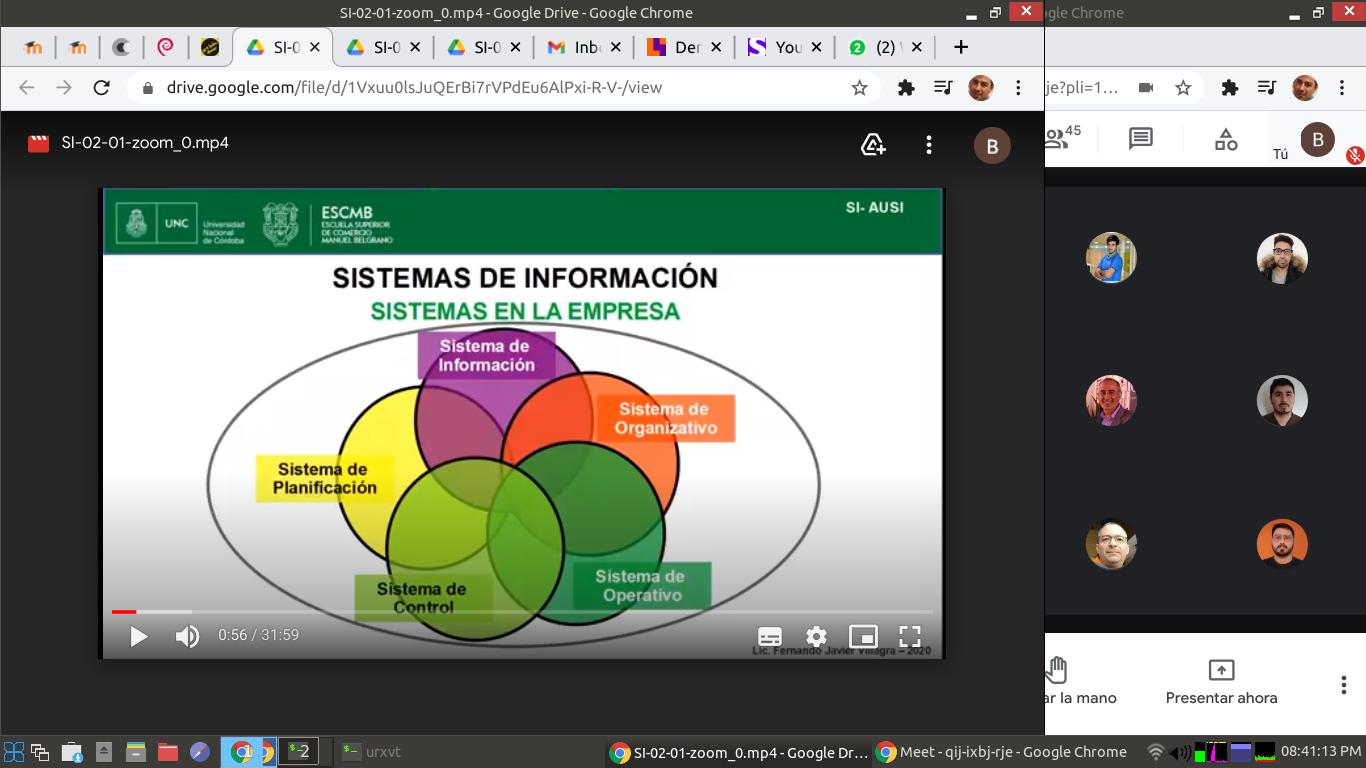 SI-02-01-zoom_0.mp4 - Google Drive - Google Chrome
gle Chrome
SI-0
SI-0
SI-0
Inb
Der
You
(2)
drive.google.com/file/d/1Vxuu0lsJuQErBi7rVPdEu6AlPxi-R-V-/view
je?pli=1...
SI-02-01-zoom_0.mp4
B
45
Tú
B
UNC
Universidad
Nacional
de Córdoba
ESCMB
ESCUELA SUPERIOR
DE COMERCIO
MANUEL BELGRANO
SI- AUSI
SISTEMAS DE INFORMACIÓN
SISTEMAS EN LA EMPRESA
Sistema de
Información
Sistema de
Organizativo
Sistema de
Planificación
Sistema de
Control
Sistema de
Operativo
0:56 / 31:59
Lic. Fernando Javier Villagra – 2020
ar la mano
Presentar ahora
1
2
urxvt
SI-02-01-zoom_0.mp4 - Google Dr...
Meet - qij-ixbj-rje - Google Chrome
08:41:13 PM